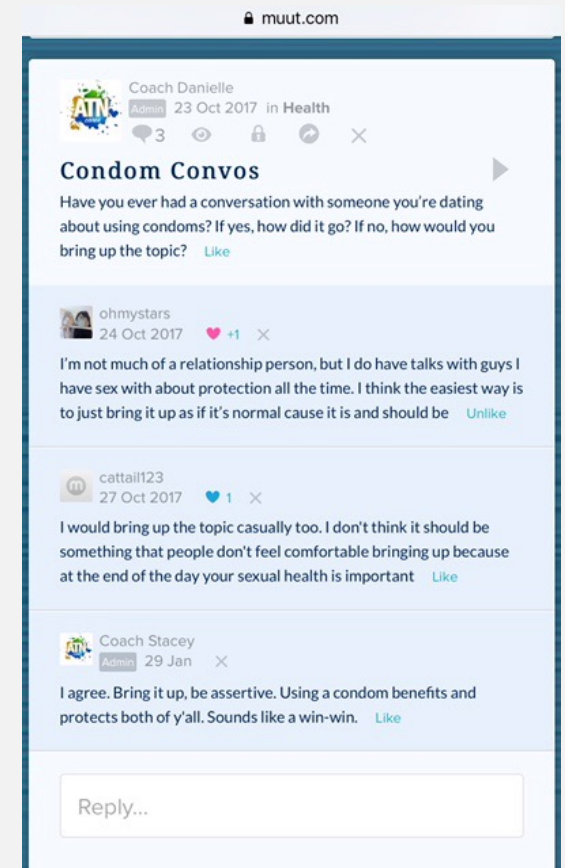 muut.com
Coach Danielle
Admin 23 Oct 2017 in Health
3
Condom Convos
Have you ever had a conversation with someone you're dating
about using condoms? If yes, how did it go? If no, how would you
bring up the topic? Like
ohmystars
24 Oct 2017 +1
I'm not much of a relationship person, but I do have talks with guys I
have sex with about protection all the time. I think the easiest way is
to just bring it up as if it's normal cause it is and should be Unlike
cattail123
27 Oct 2017 1
I would bring up the topic casually too. I don't think it should be
something that people don't feel comfortable bringing up because
at the end of the day your sexual health is important Like
ATN
Coach Stacey
Admin 29 Jan
I agree. Bring it up, be assertive. Using a condom benefits and
protects both of y'all. Sounds like a win-win. Like
Reply...